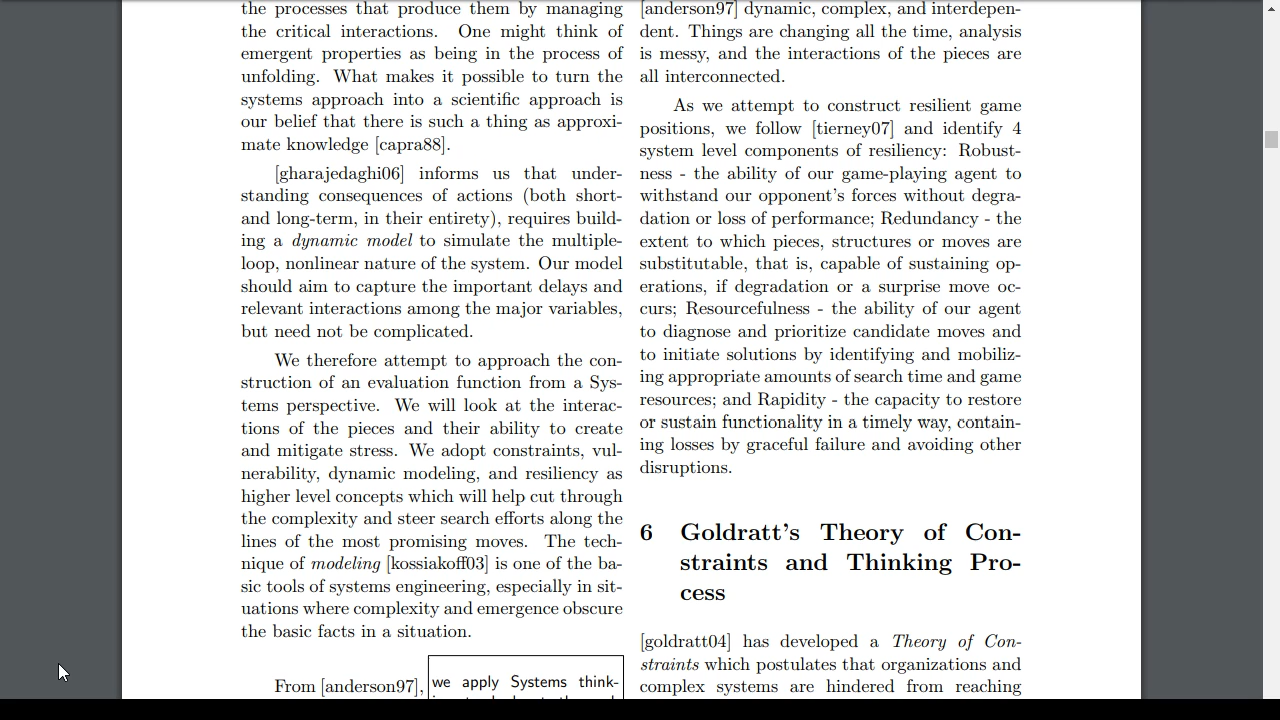 the processes that produce them by managing
the critical interactions. One might think of
emergent properties as being in the process of
unfolding. What makes it possible to turn the
systems approach into a scientific approach is
our belief that there is such a thing as approxi-
mate knowledge [capra88].
[gharajedaghi06] informs us that under-
standing consequences of actions (both short-
and long-term, in their entirety), requires build-
ing a dynamic model to simulate the multiple-
loop, nonlinear nature of the system. Our model
should aim to capture the important delays and
relevant interactions among the major variables,
but need not be complicated.
We therefore attempt to approach the con-
struction of an evaluation function from a Sys-
tems perspective. We will look at the interac-
tions of the pieces and their ability to create
and mitigate stress. We adopt constraints, vul-
nerability, dynamic modeling, and resiliency as
higher level concepts which will help cut through
the complexity and steer search efforts along the
lines of the most promising moves. The tech-
nique of modeling [kossiakoff03] is one of the ba-
sic tools of systems engineering, especially in sit-
uations where complexity and emergence obscure
the basic facts in a situation.
From [anderson97], we apply Systems think-
[anderson97] dynamic, complex, and interdepen-
dent. Things are changing all the time, analysis
is messy, and the interactions of the pieces are
all interconnected.
As we attempt to construct resilient game
positions, we follow [tierney07] and identify 4
system level components of resiliency: Robust-
ness - the ability of our game-playing agent to
withstand our opponent's forces without degra-
dation or loss of performance; Redundancy - the
extent to which pieces, structures or moves are
substitutable, that is, capable of sustaining op-
erations, if degradation or a surprise move oc-
curs; Resourcefulness - the ability of our agent
to diagnose and prioritize candidate moves and
to initiate solutions by identifying and mobiliz-
ing appropriate amounts of search time and game
resources; and Rapidity - the capacity to restore
or sustain functionality in a timely way, contain-
ing losses by graceful failure and avoiding other
disruptions.
6 Goldratt's Theory of Con-
straints and Thinking Pro-
cess
[goldratt04] has developed a Theory of Con-
straints which postulates that organizations and
complex systems are hindered from reaching